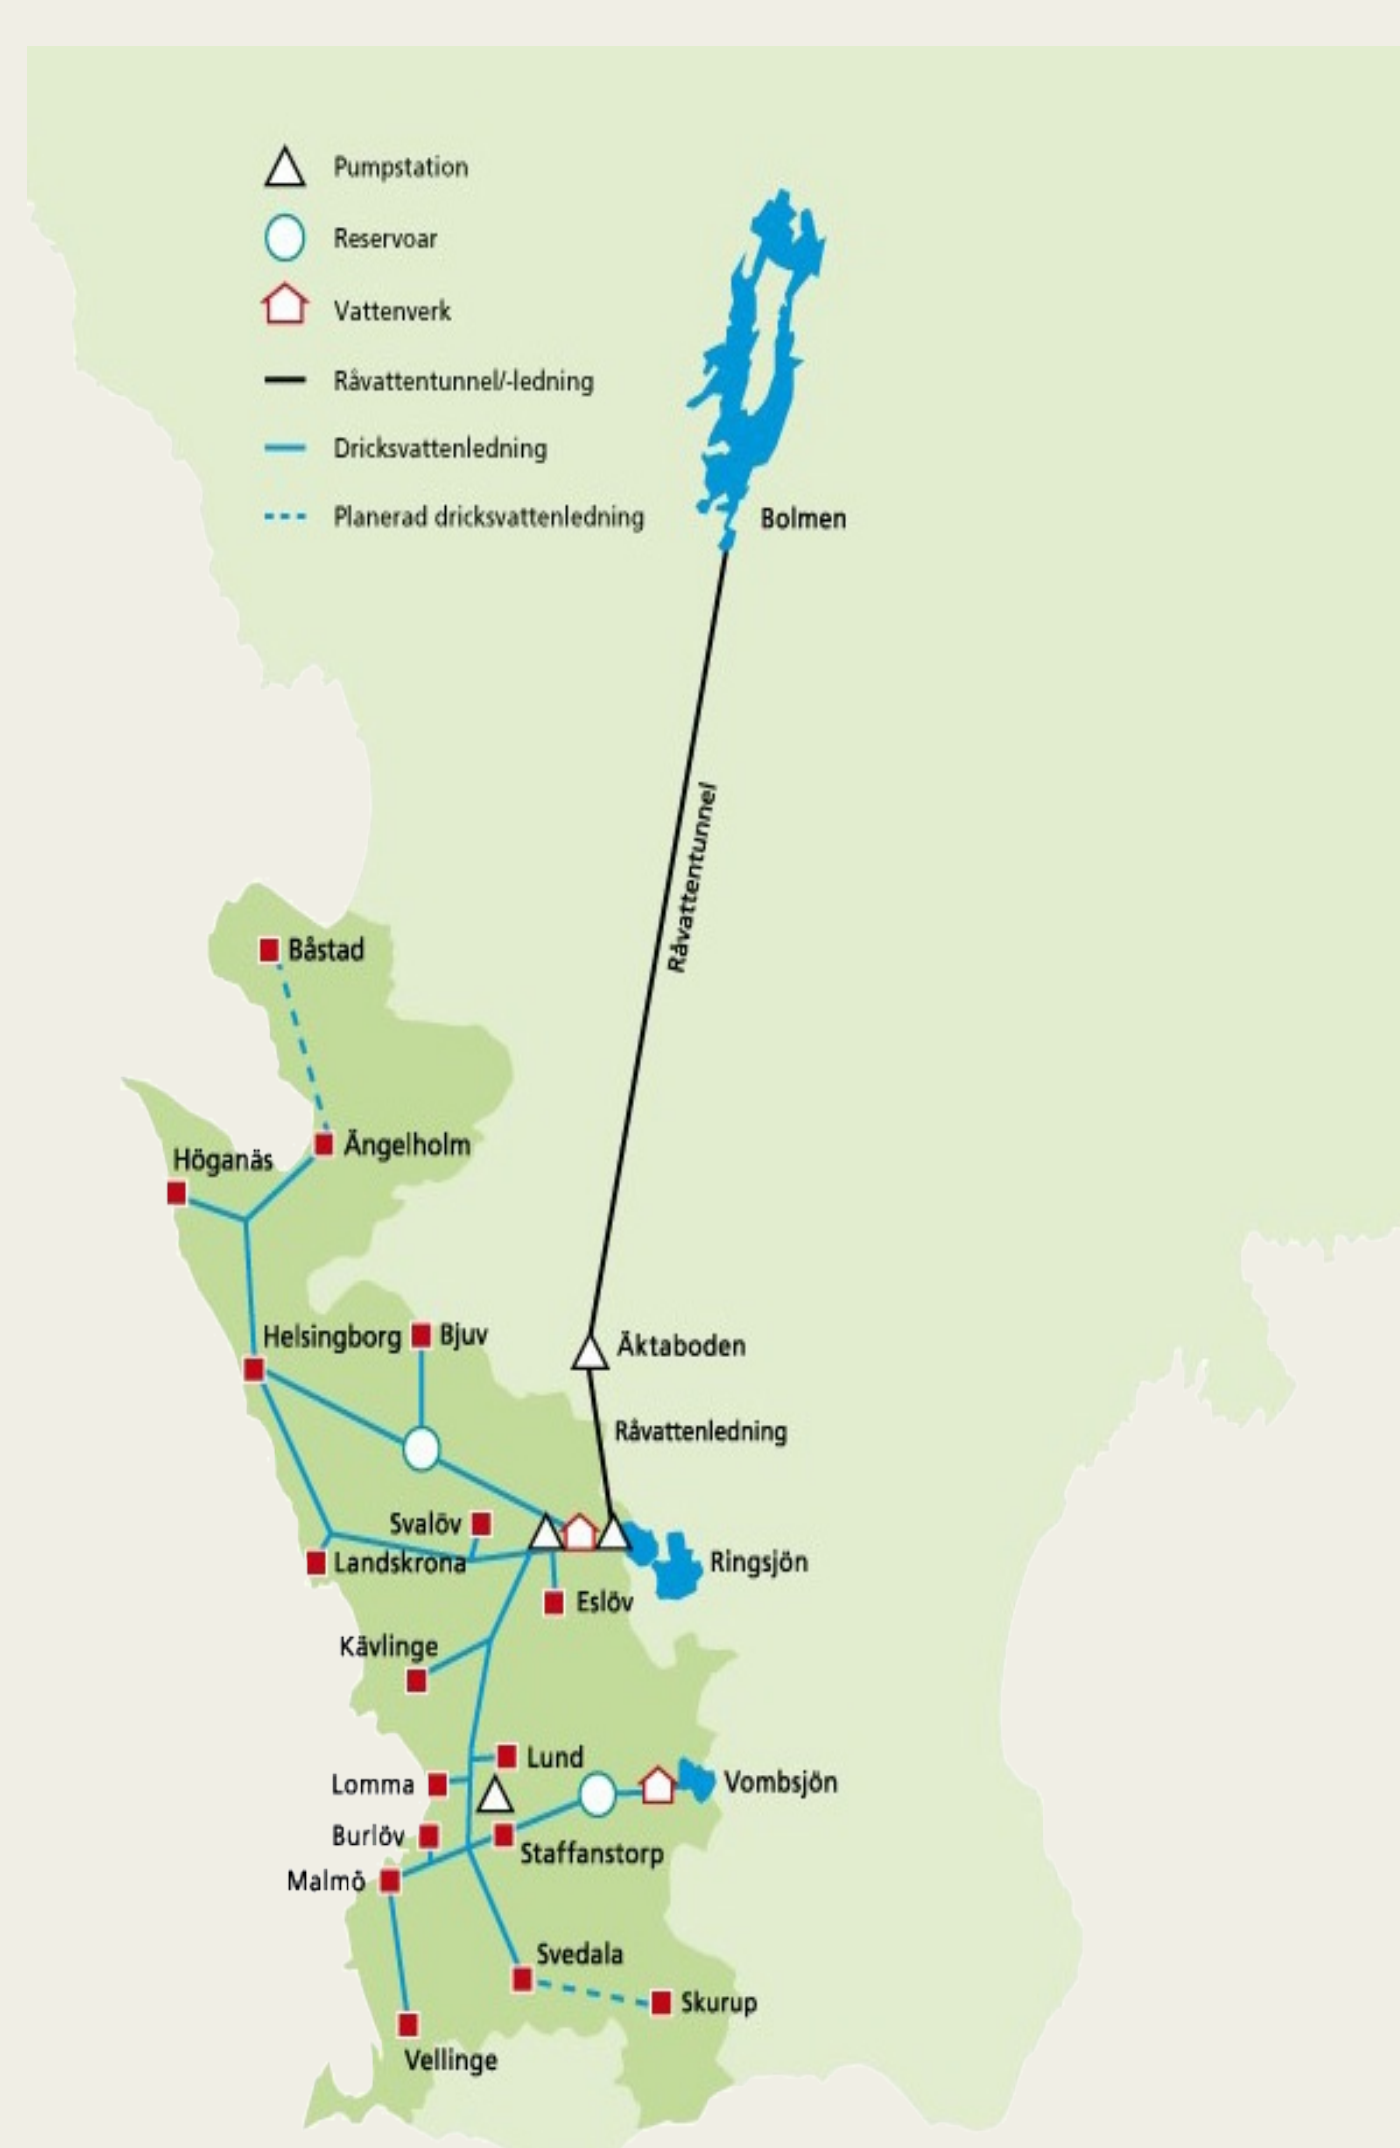 Pumpstation
Reservoar
Vattenverk
Råvattentunnel/-ledning
Dricksvattenledning
Planerad dricksvattenledning
Bolmen
Råvattentunnel
Båstad
Ängelholm
Höganäs
Helsingborg
Bjuv
Äktaboden
Råvattenledning
Svalöv
Landskrona
Ringsjön
Eslöv
Kävlinge
Lund
Lomma
Vombsjön
Burlöv
Staffanstorp
Malmö
Svedala
Skurup
Vellinge